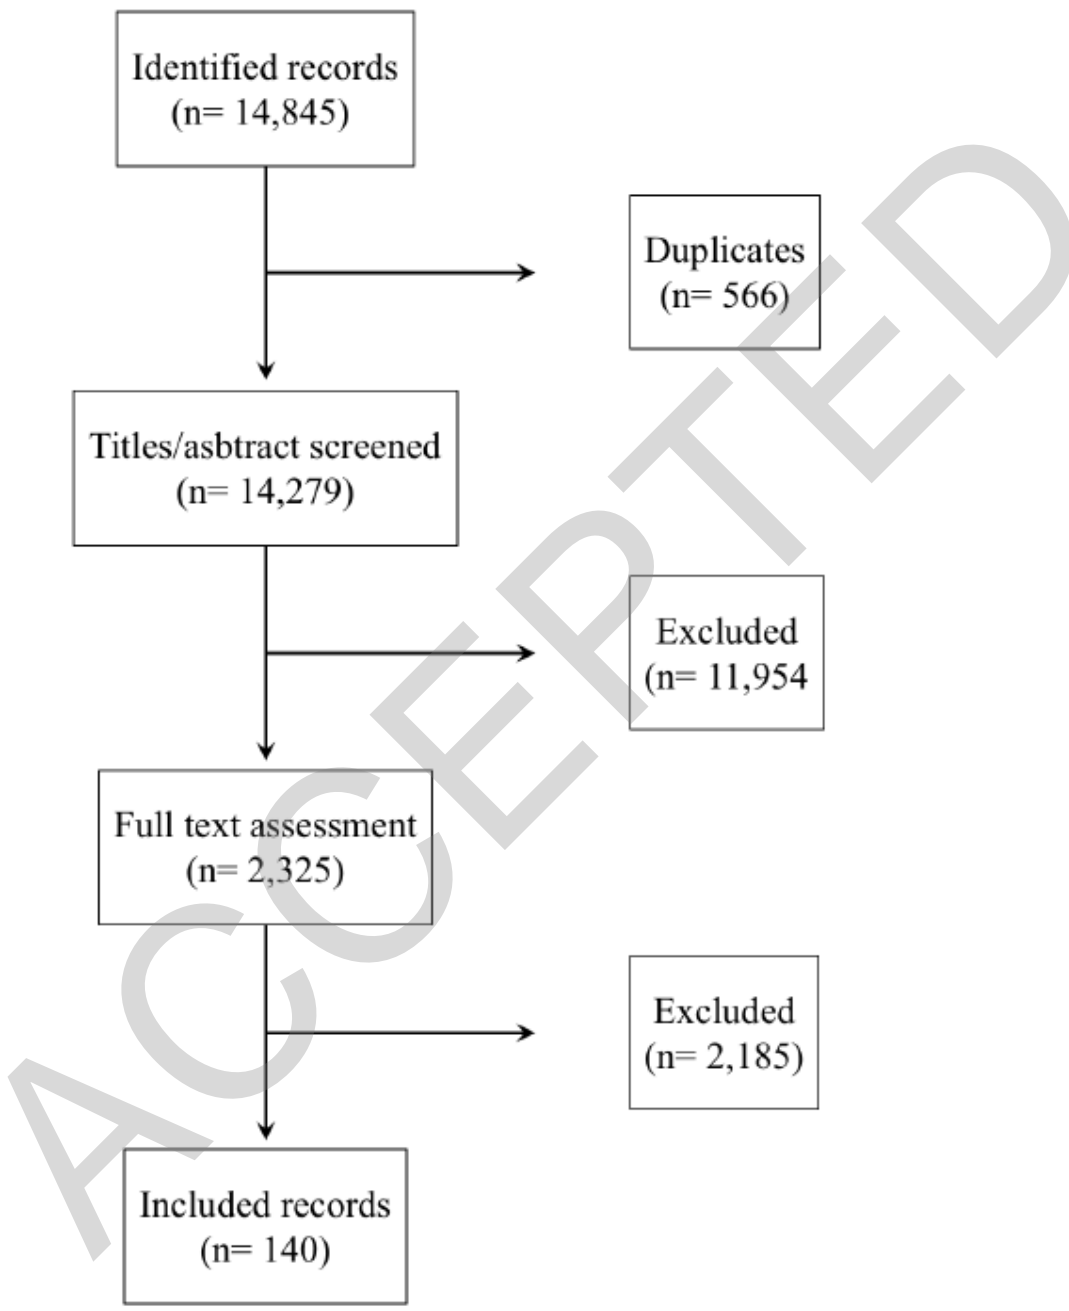 Identified records
(n= 14,845)
Duplicates
(n= 566)
Titles/asbtract screened
(n= 14,279)
Excluded
(n= 11,954
Full text assessment
(n= 2,325)
Excluded
(n= 2,185)
Included records
(n= 140)
ACCEPTED